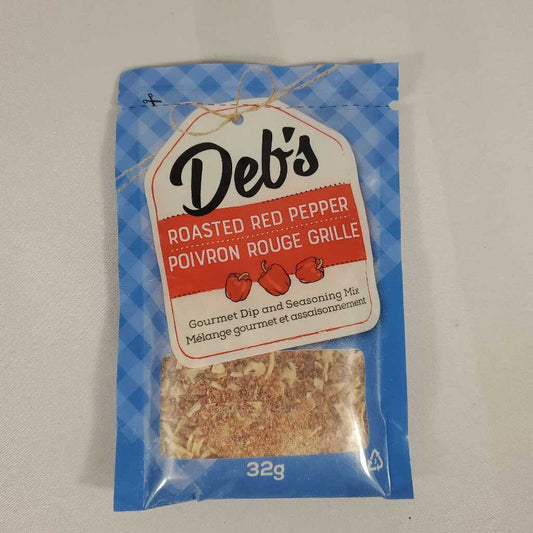 Deb's
ROASTED RED PEPPER
POIVRON ROUGE GRILLE
Gourmet Dip and Seasoning Mix
Mélange gourmet et assaisonnement
32g